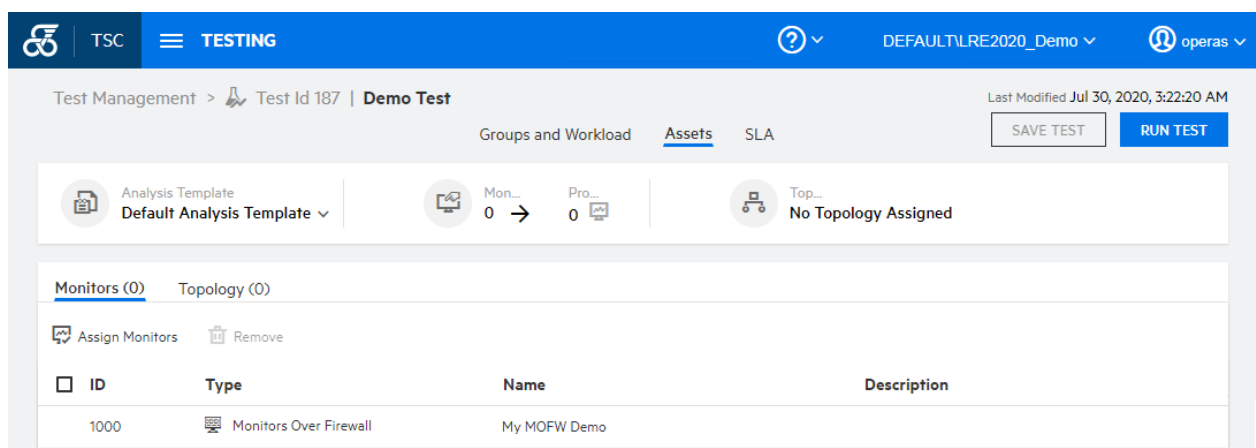 TSC TESTING DEFAULT\LRE2020_Demo operas
Test Management > Test Id 187 | Demo Test Last Modified Jul 30, 2020, 3:22:20 AM
Groups and Workload Assets SLA SAVE TEST RUN TEST
Analysis Template Mon... Pro... Top...
Default Analysis Template 0 → 0 No Topology Assigned
Monitors (0) Topology (0)
Assign Monitors Remove
ID Type Name Description
1000 Monitors Over Firewall My MOFW Demo